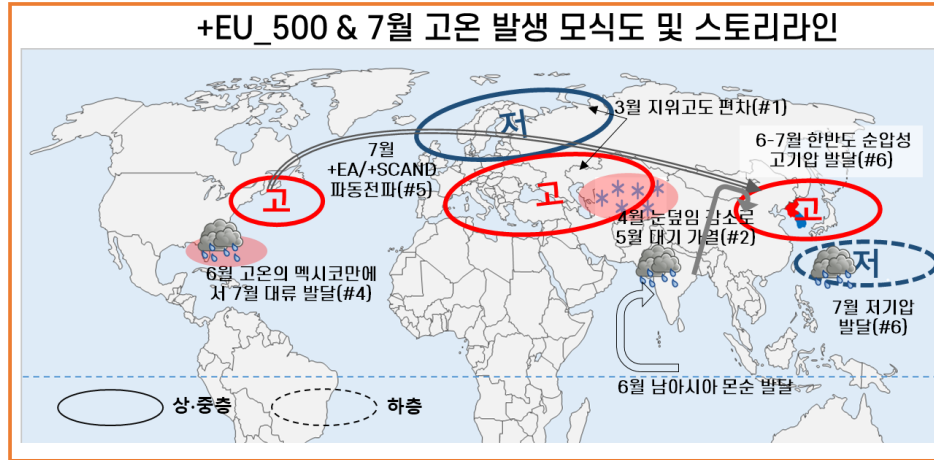 +EU_500 & 7월 고온 발생 모식도 및 스토리라인
저
3월 지위고도 편차(#1)
7월
+EA/+SCAND
파동전파(#5)
6-7월 한반도 순압성
고기압 발달(#6)
고
고
고
4월 눈덮임 감소로
5월 대기 가열(#2)
저
6월 고온의 멕시코만에
서 7월 대류 발달(#4)
7월 저기압
발달(#6)
6월 남아시아 몬순 발달
상·중층
하층